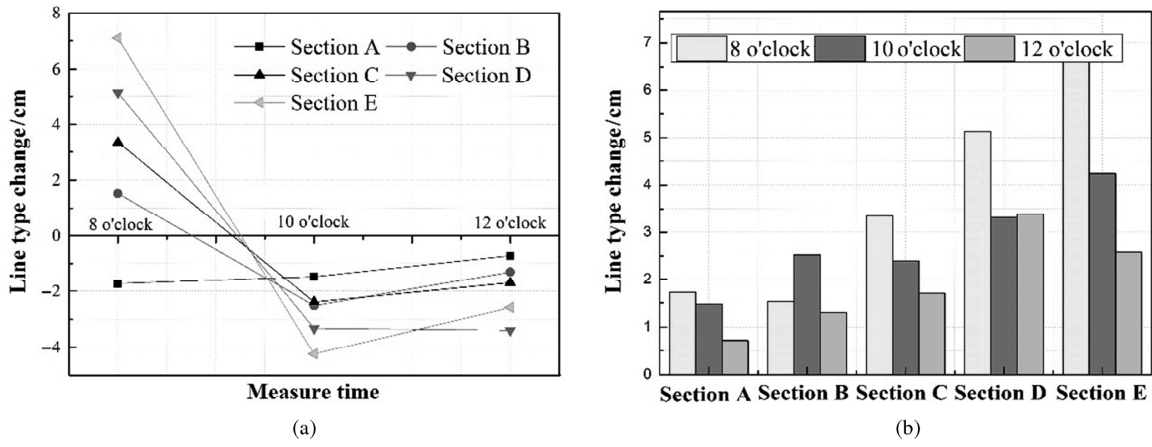 8
6
4
2
0
−2
−4
Line type change/cm
Section A
Section B
Section C
Section D
Section E
8 o'clock
10 o'clock
12 o'clock
Measure time
(a)
7
6
5
4
3
2
1
0
Line type change/cm
8 o'clock
10 o'clock
12 o'clock
Section A Section B Section C Section D Section E
(b)